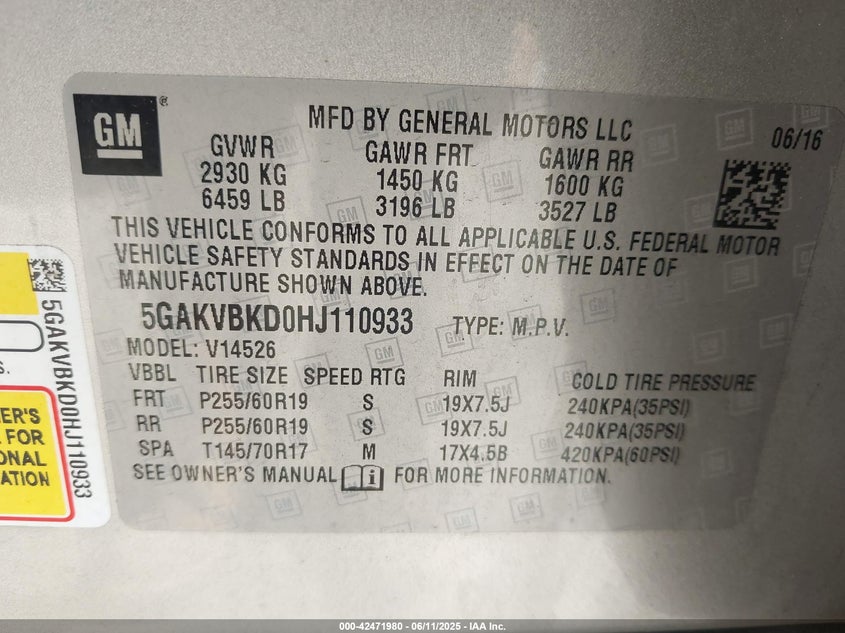 GM®
MFD BY GENERAL MOTORS LLC
06/16
GVWR GAWR FRT GAWR RR
2930 KG 1450 KG 1600 KG
6459 LB 3196 LB 3527 LB
THIS VEHICLE CONFORMS TO ALL APPLICABLE U.S. FEDERAL MOTOR
VEHICLE SAFETY STANDARDS IN EFFECT ON THE DATE OF
MANUFACTURE SHOWN ABOVE.
5GAKVBKD0HJ110933 TYPE: M.P.V.
MODEL: V14526
VBBL TIRE SIZE SPEED RTG RIM COLD TIRE PRESSURE
FRT P255/60R19 S 19X7.5J 240KPA(35PSI)
RR P255/60R19 S 19X7.5J 240KPA(35PSI)
SPA T145/70R17 M 17X4.5B 420KPA(60PSI)
SEE OWNER'S MANUAL FOR MORE INFORMATION.
5GAKVBKD0HJ110933
S.
ER'S
FOR
ONAL
ATION
000-42471980 - 06/11/2025 - IAA Inc.